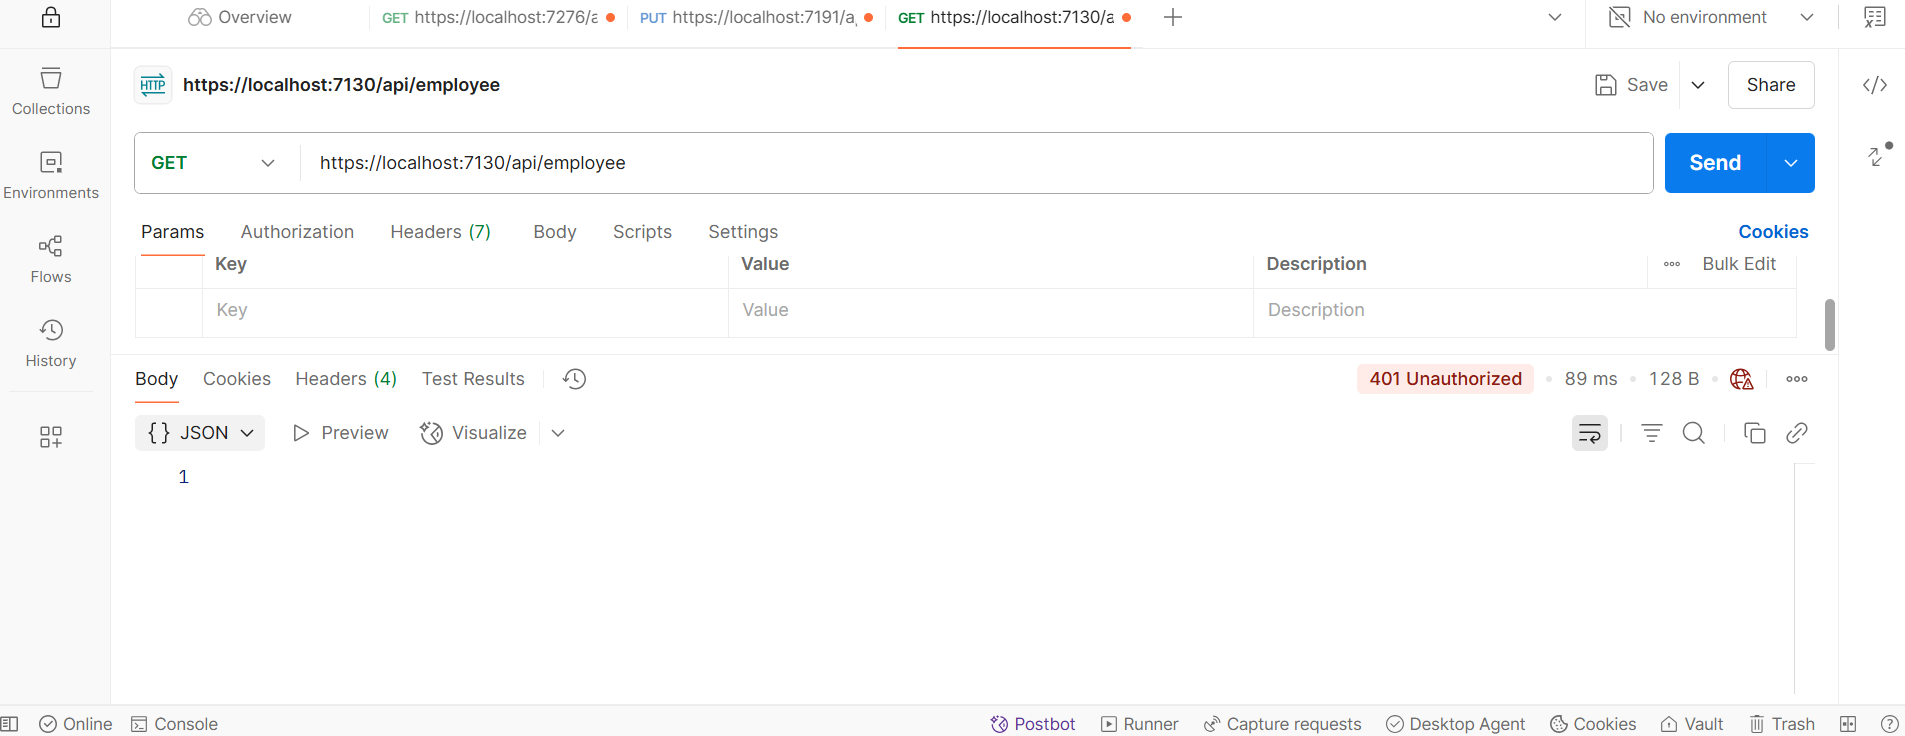 Overview
GET https://localhost:7276/a
PUT https://localhost:7191/a
GET https://localhost:7130/a
No environment
Collections
Environments
Flows
History
HTTP https://localhost:7130/api/employee
Save
Share
GET https://localhost:7130/api/employee
Send
Params Authorization Headers (7) Body Scripts Settings Cookies
Key Value Description Bulk Edit
Key Value Description
Body Cookies Headers (4) Test Results 401 Unauthorized 89 ms 128 B
{ } JSON Preview Visualize
1
Online Console Postbot Runner Capture requests Desktop Agent Cookies Vault Trash